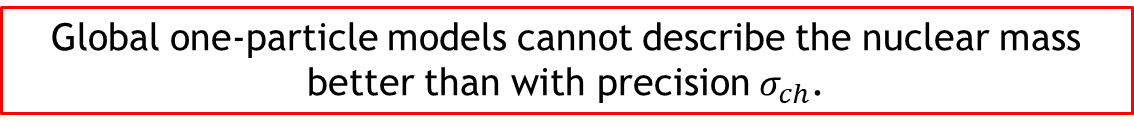 Global one-particle models cannot describe the nuclear mass
better than with precision σ_ch.